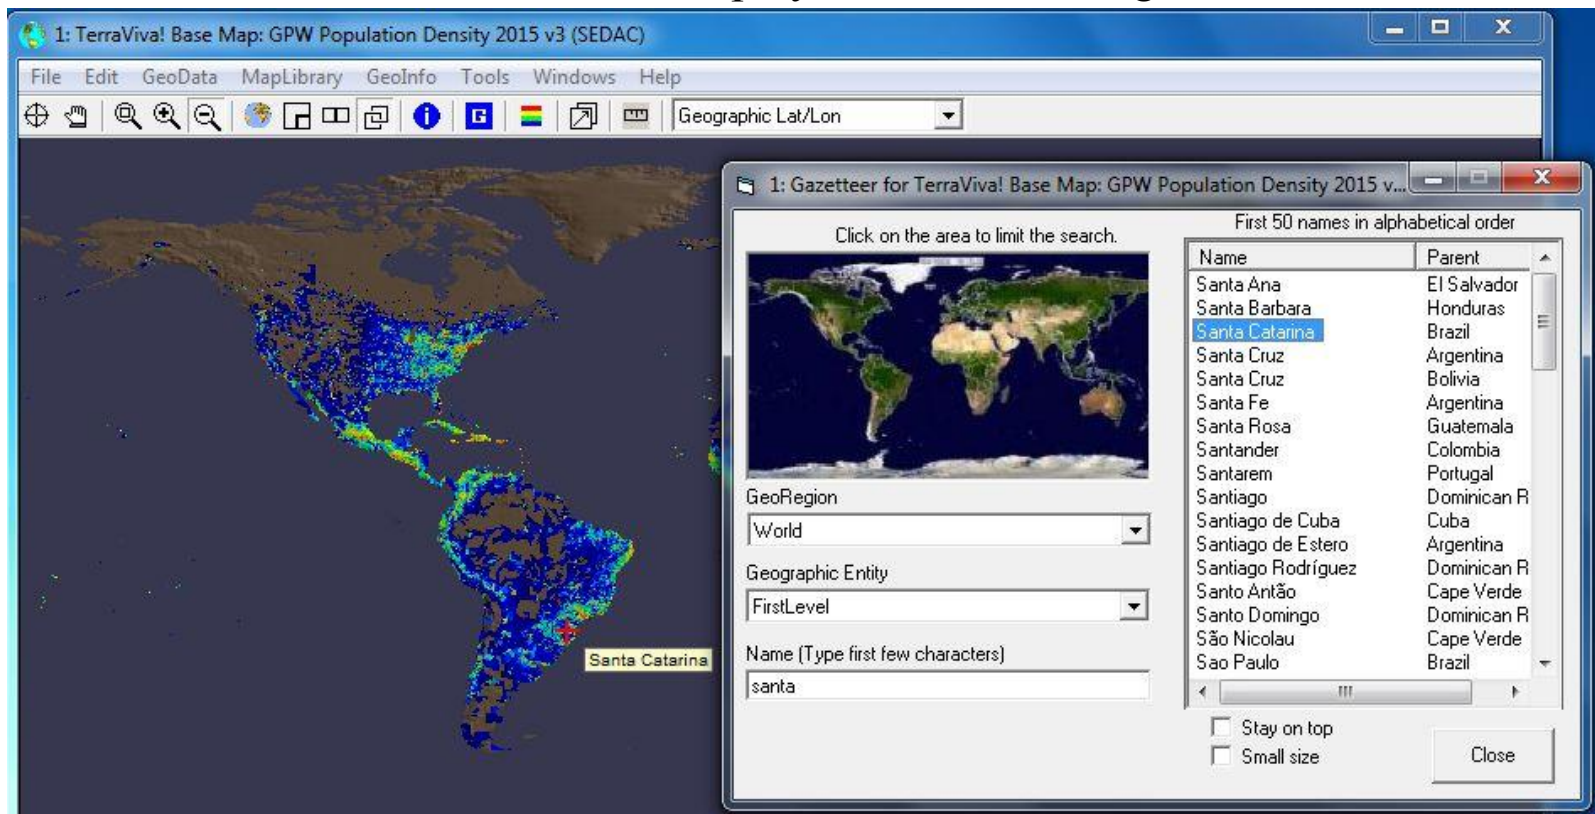 1: TerraViva! Base Map: GPW Population Density 2015 v3 (SEDAC)
File Edit GeoData MapLibrary GeoInfo Tools Windows Help
G
Geographic Lat/Lon
Santa Catarina
1: Gazetteer for TerraViva! Base Map: GPW Population Density 2015 v...
Click on the area to limit the search.
GeoRegion
World
Geographic Entity
FirstLevel
Name (Type first few characters)
santa
First 50 names in alphabetical order
Name Parent
Santa Ana El Salvador
Santa Barbara Honduras
Santa Catarina Brazil
Santa Cruz Argentina
Santa Cruz Bolivia
Santa Fe Argentina
Santa Rosa Guatemala
Santander Colombia
Santarem Portugal
Santiago Dominican R
Santiago de Cuba Cuba
Santiago de Estero Argentina
Santiago Rodríguez Dominican R
Santo Antão Cape Verde
Santo Domingo Dominican R
São Nicolau Cape Verde
Sao Paulo Brazil
Stay on top
Small size
Close